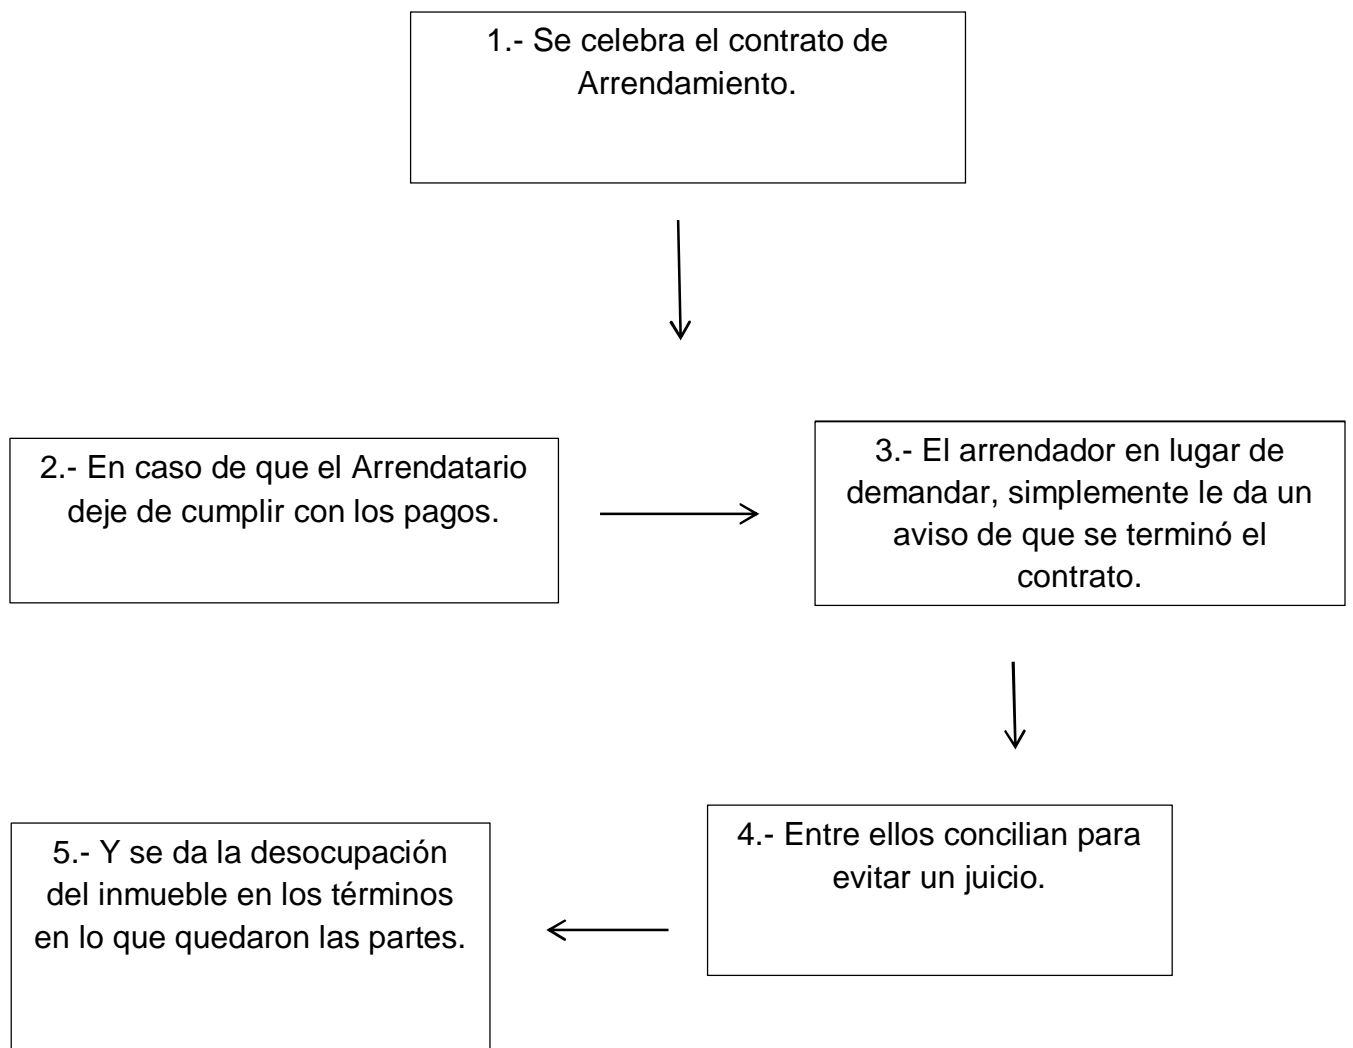 1.- Se celebra el contrato de
Arrendamiento.
2.- En caso de que el Arrendatario
deje de cumplir con los pagos.
3.- El arrendador en lugar de
demandar, simplemente le da un
aviso de que se terminó el
contrato.
4.- Entre ellos concilian para
evitar un juicio.
5.- Y se da la desocupación
del inmueble en los términos
en lo que quedaron las partes.